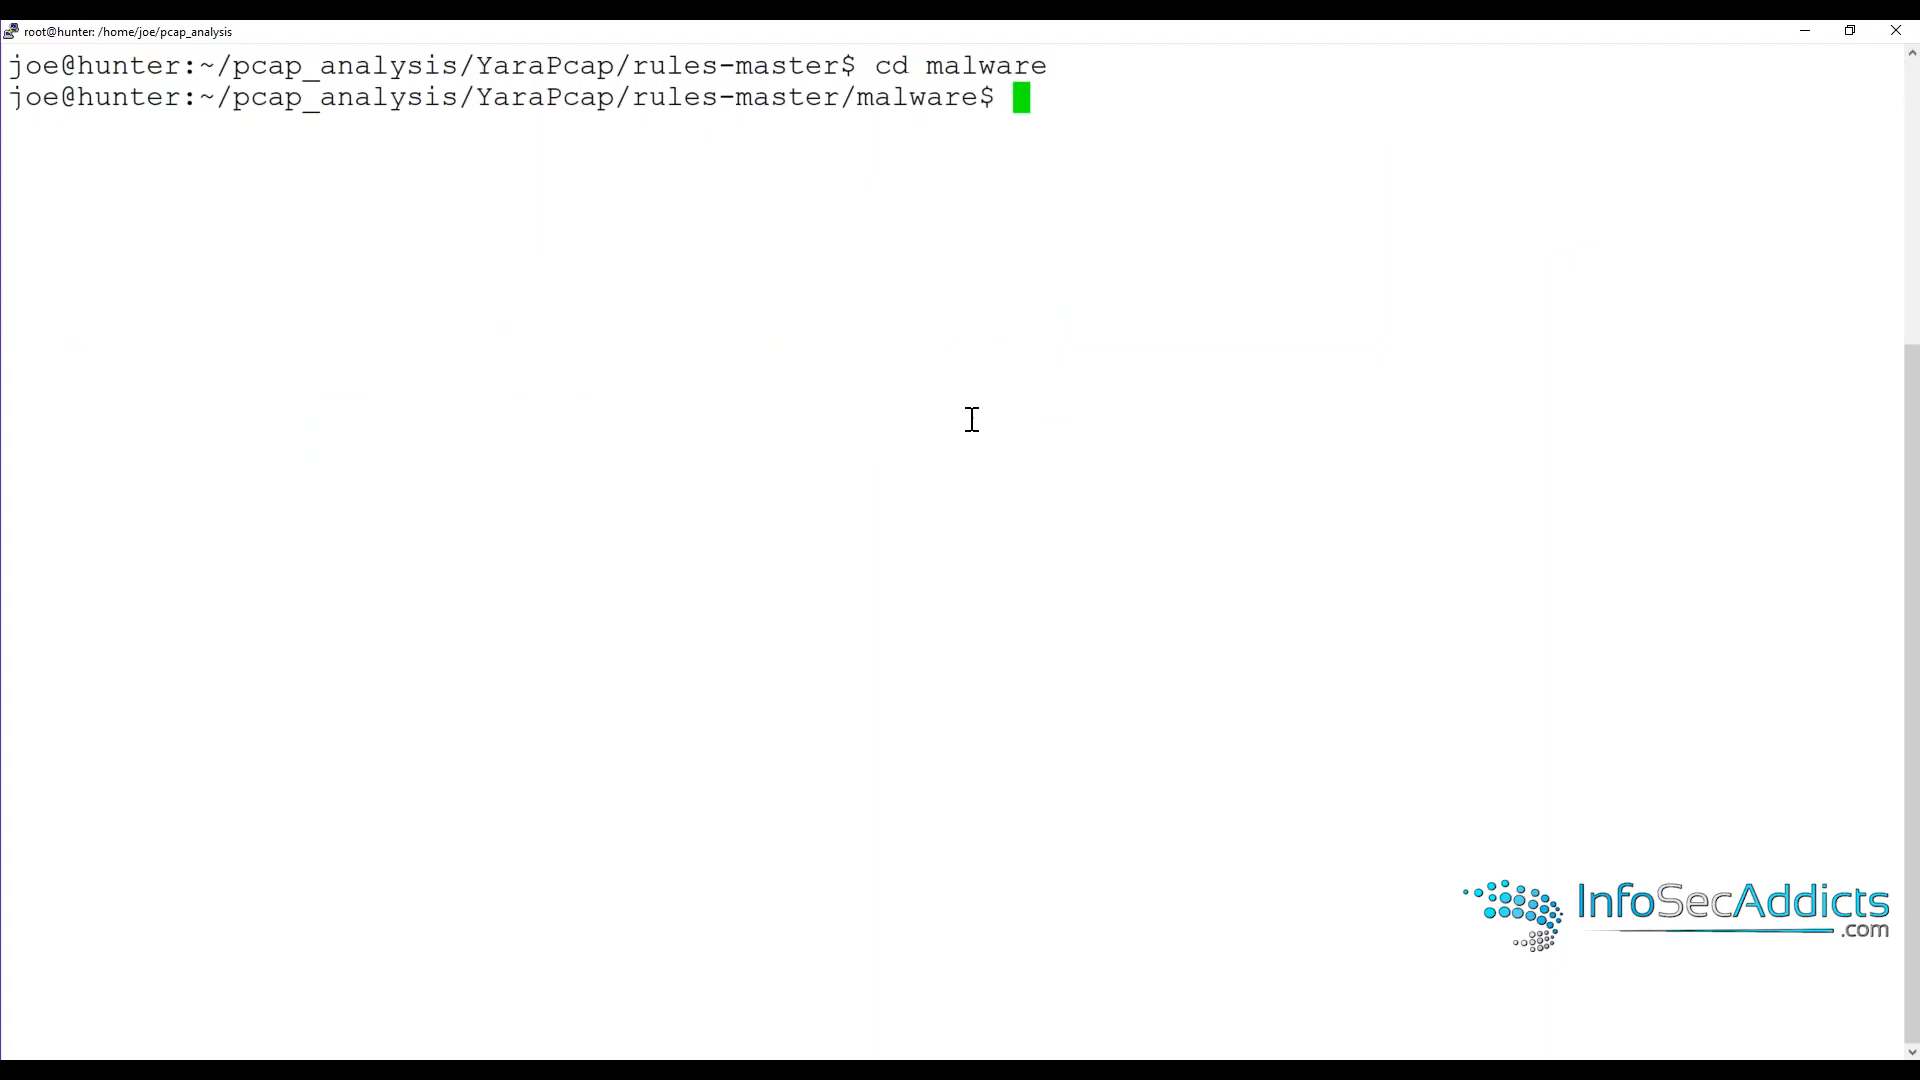 root@hunter: /home/joe/pcap_analysis
joe@hunter:~/pcap_analysis/YaraPcap/rules-master$ cd malware
joe@hunter:~/pcap_analysis/YaraPcap/rules-master/malware$
InfoSecAddicts
.com